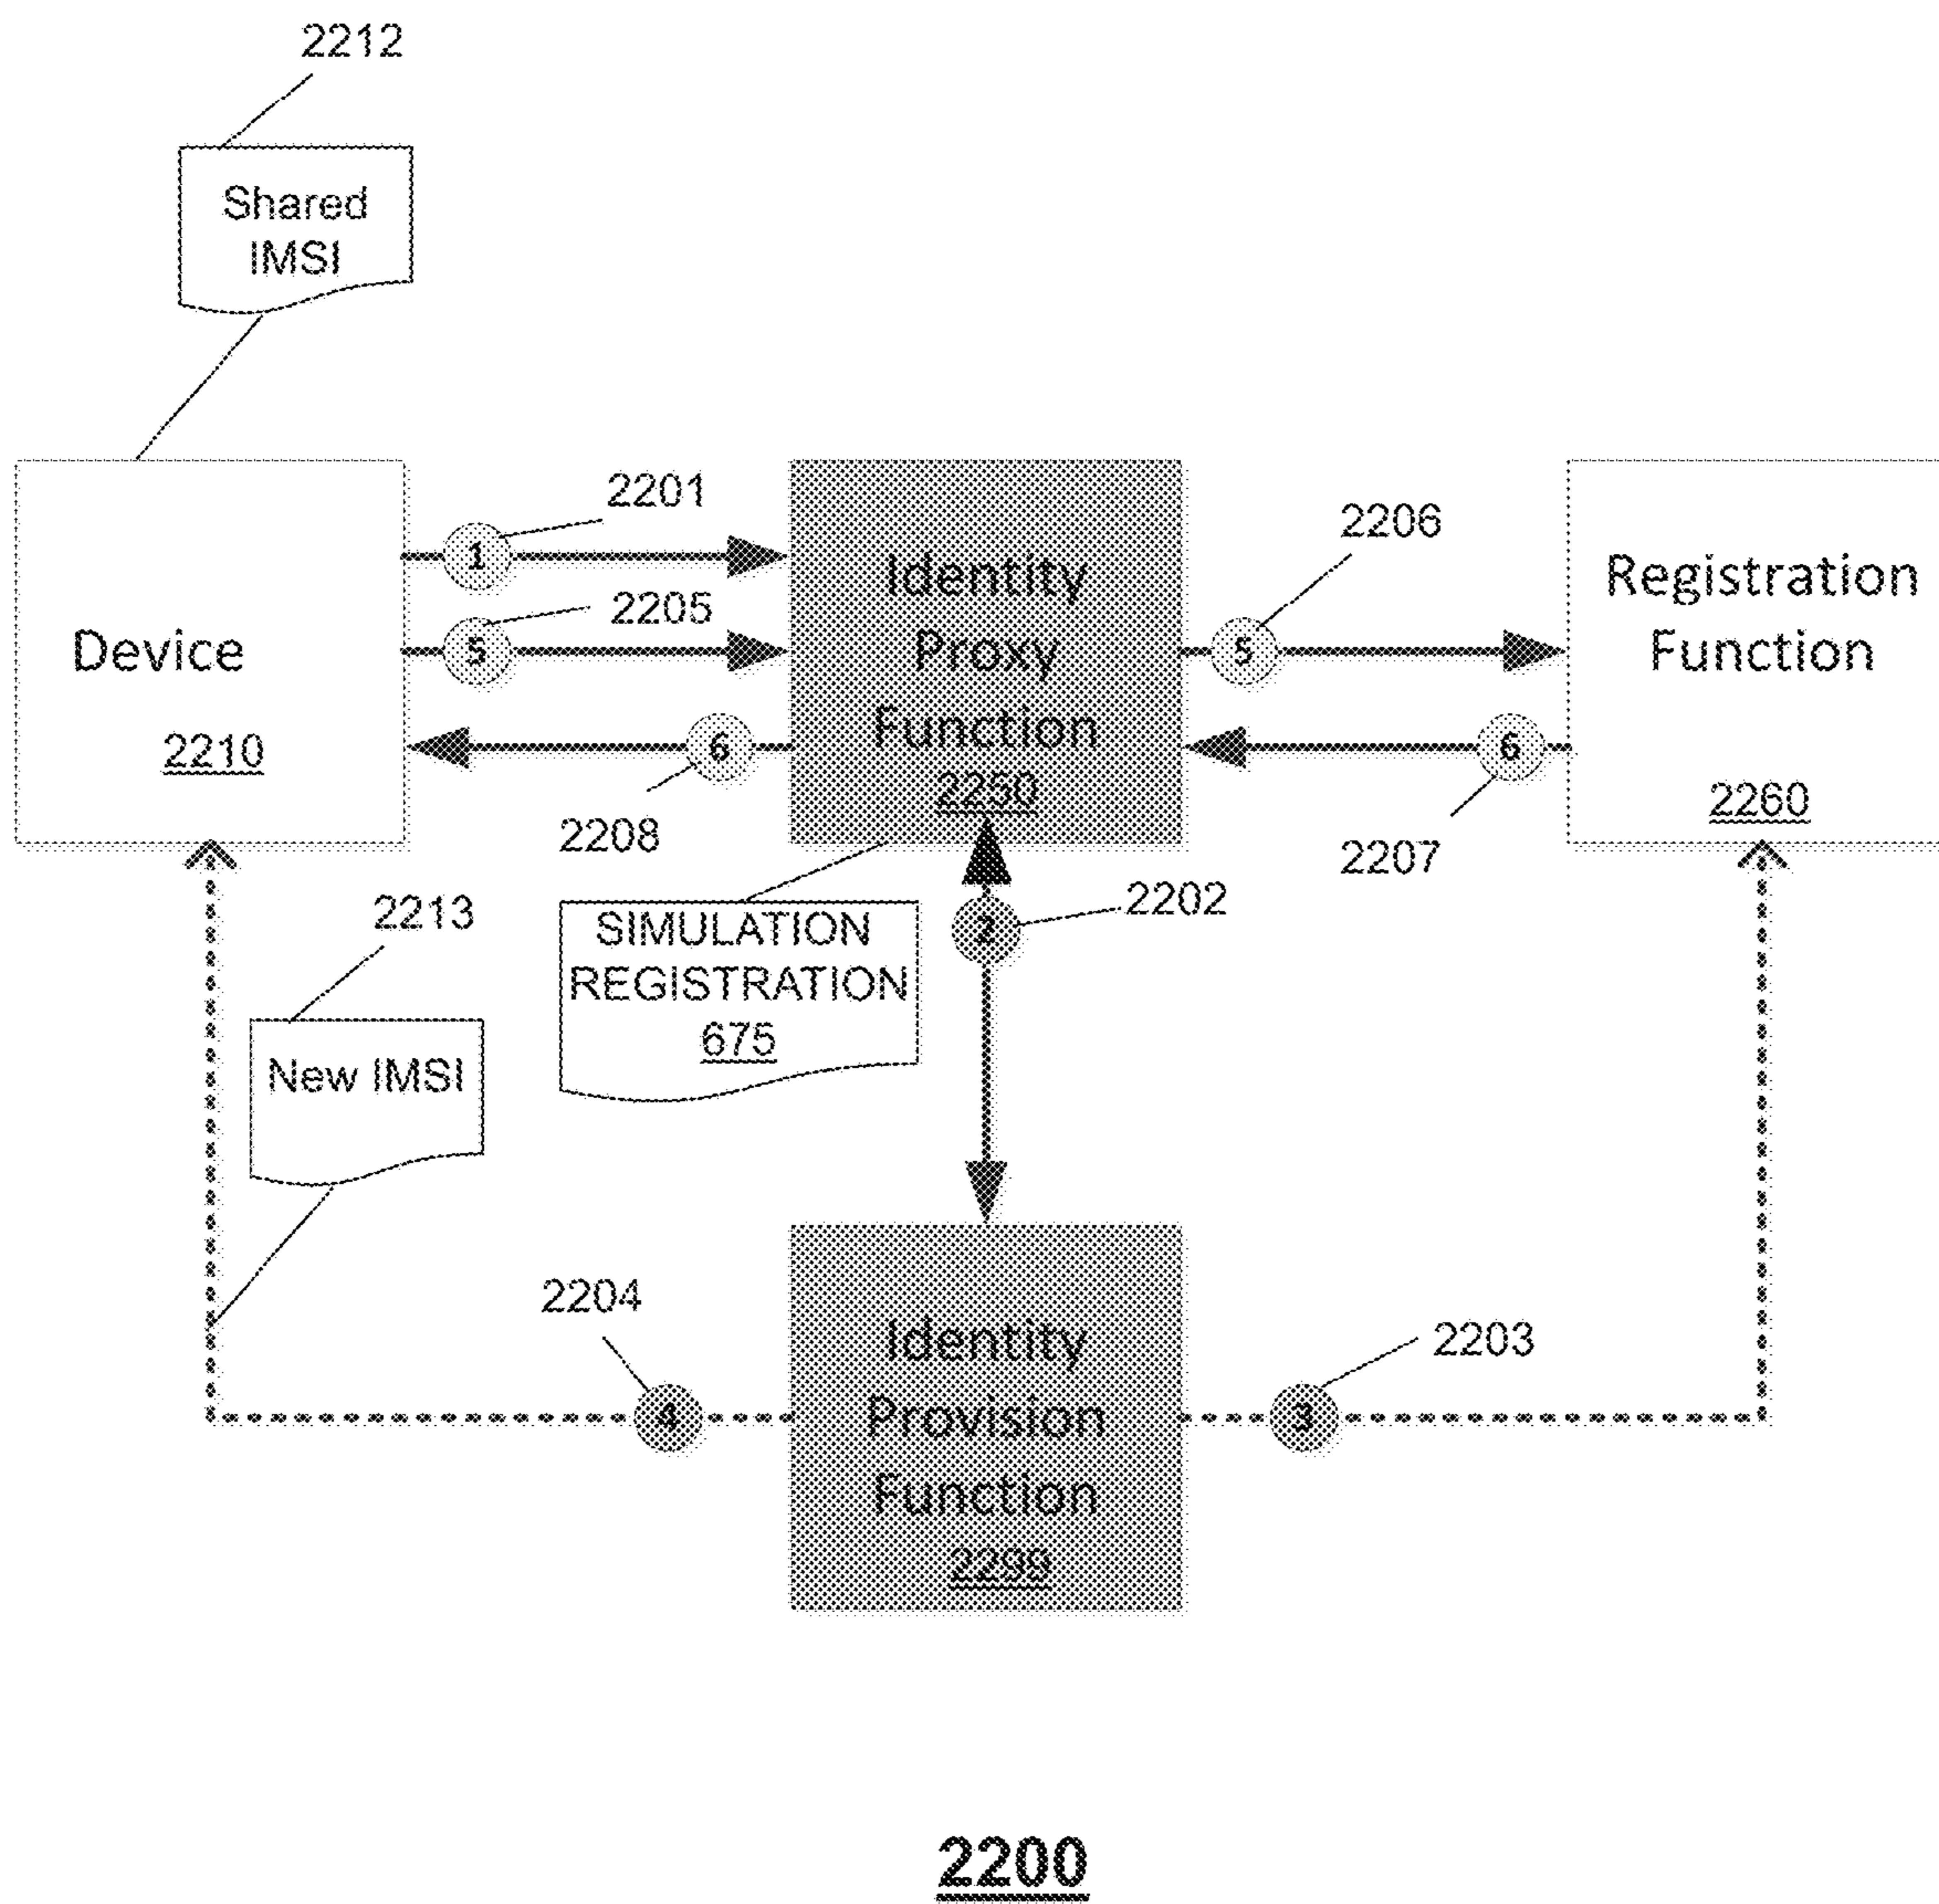 2212
Shared
IMSI
2201
2206
1
Identity
Registration
2205
Device
5
Proxy
5
Function
2210
6
Function
6
2250
2260
2208
2207
2213
SIMULATION
2
2202
REGISTRATION
675
New IMSI
2204
Identity
2203
4
Provision
3
Function
2299
2200